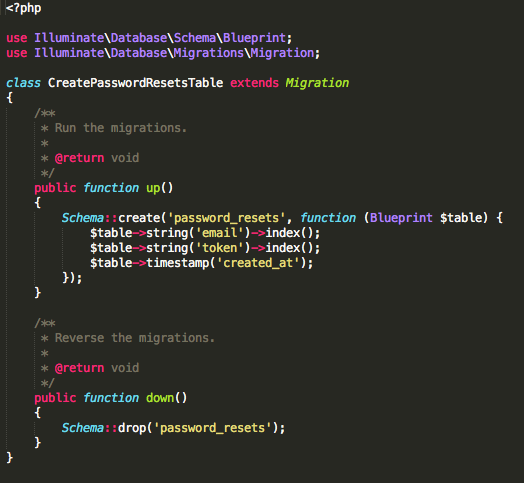 <?php
use Illuminate\Database\Schema\Blueprint;
use Illuminate\Database\Migrations\Migration;
class CreatePasswordResetsTable extends Migration
{
    /**
     * Run the migrations.
     *
     * @return void
     */
    public function up()
    {
        Schema::create('password_resets', function (Blueprint $table) {
            $table->string('email')->index();
            $table->string('token')->index();
            $table->timestamp('created_at');
        });
    }
    /**
     * Reverse the migrations.
     *
     * @return void
     */
    public function down()
    {
        Schema::drop('password_resets');
    }
}